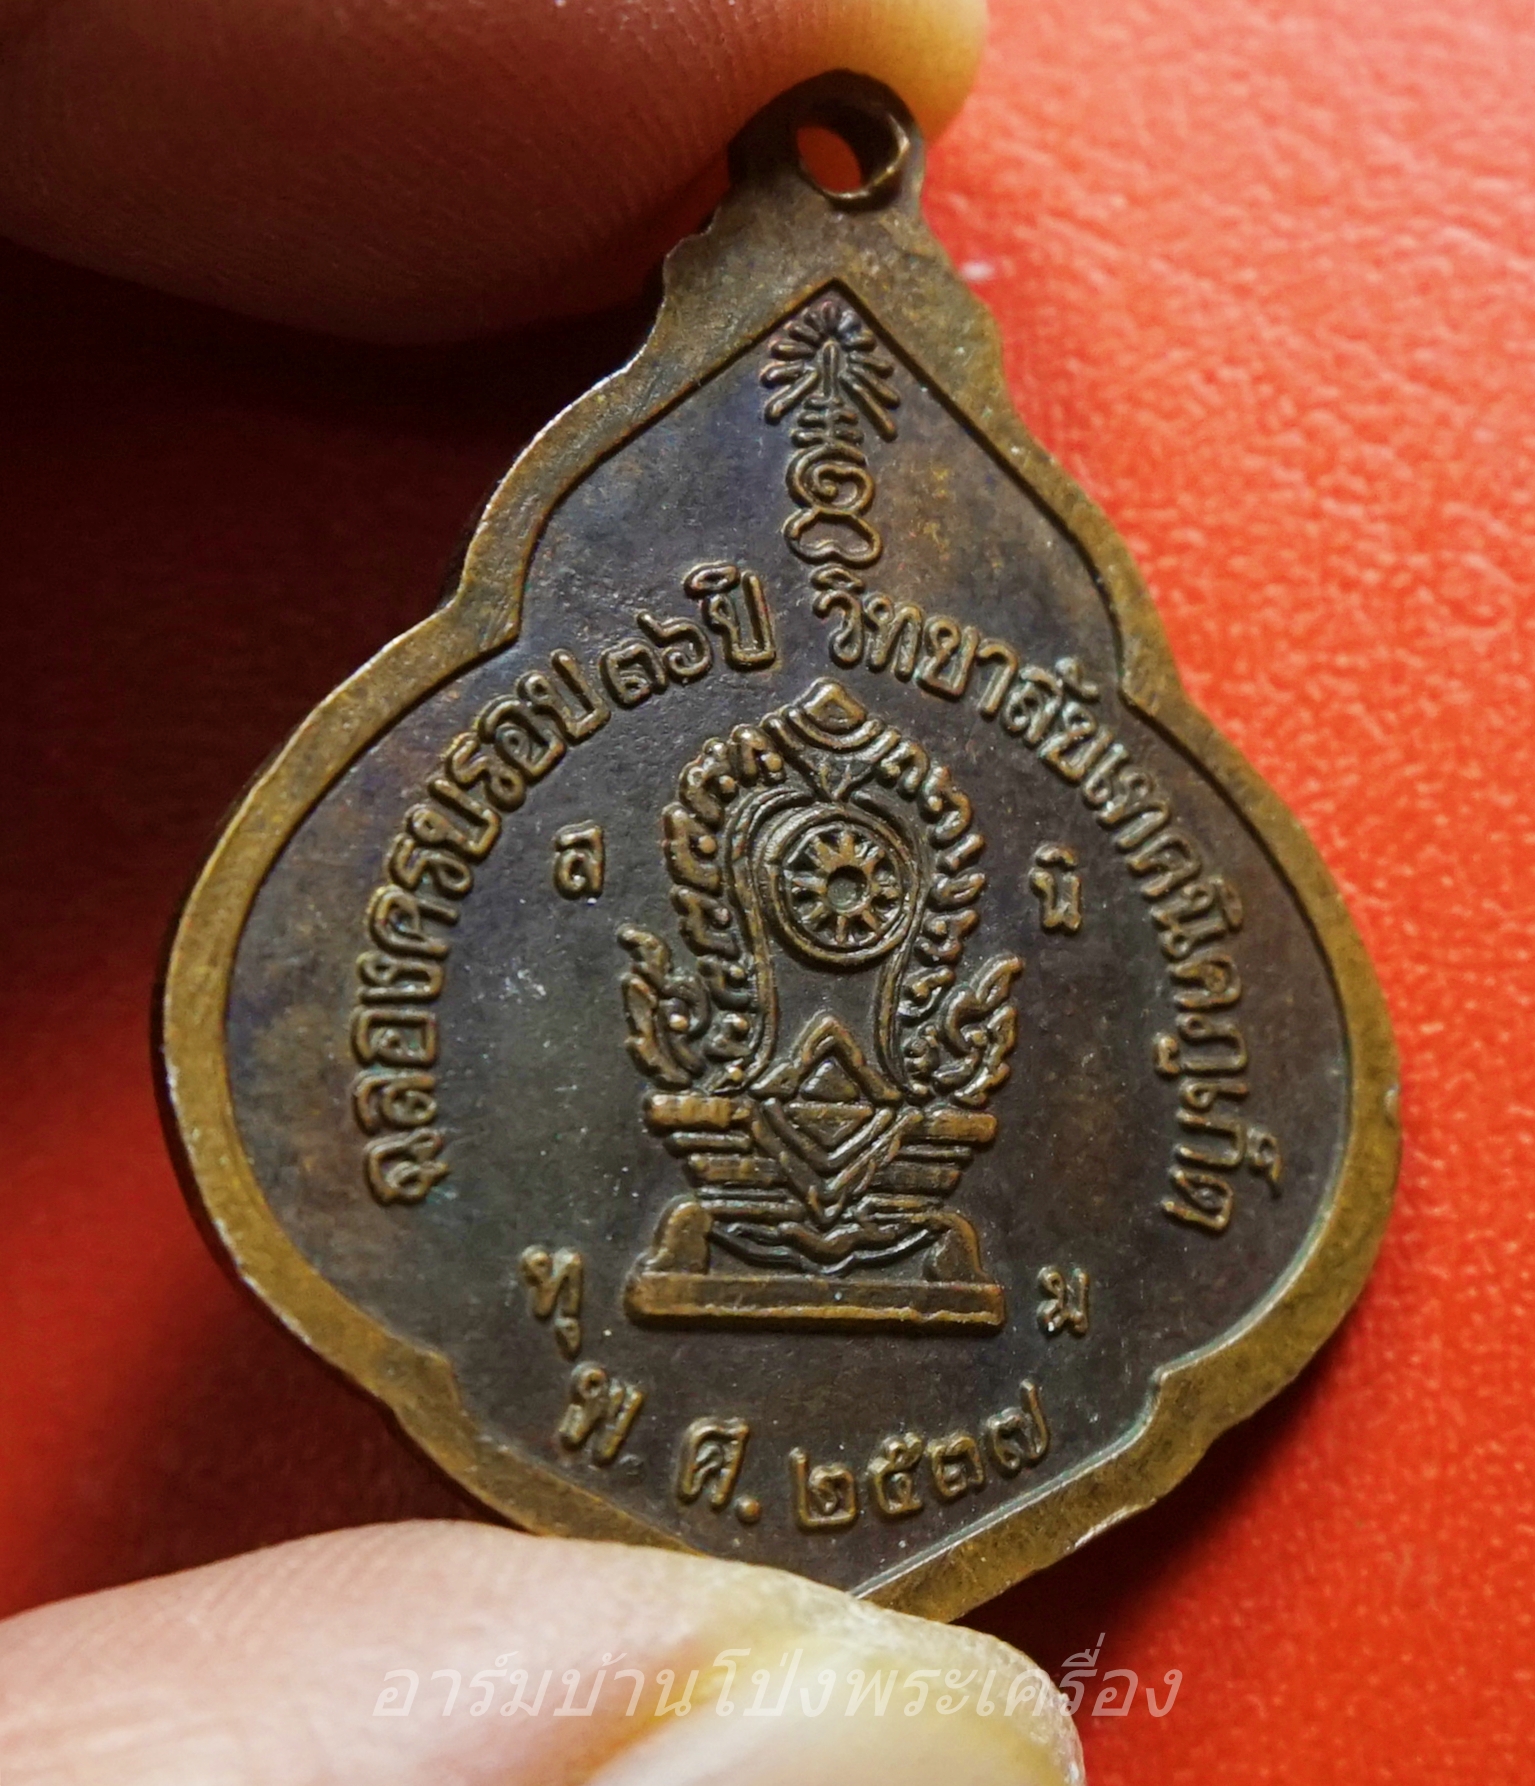 ฉลองครบรอบ ๓๖ ปี วิทยาลัยเทคนิคภูเก็ต
ล นิ
ทุ ม
พ.ศ. ๒๕๓๗
อาร์มบ้านโป่งพระเครื่อง